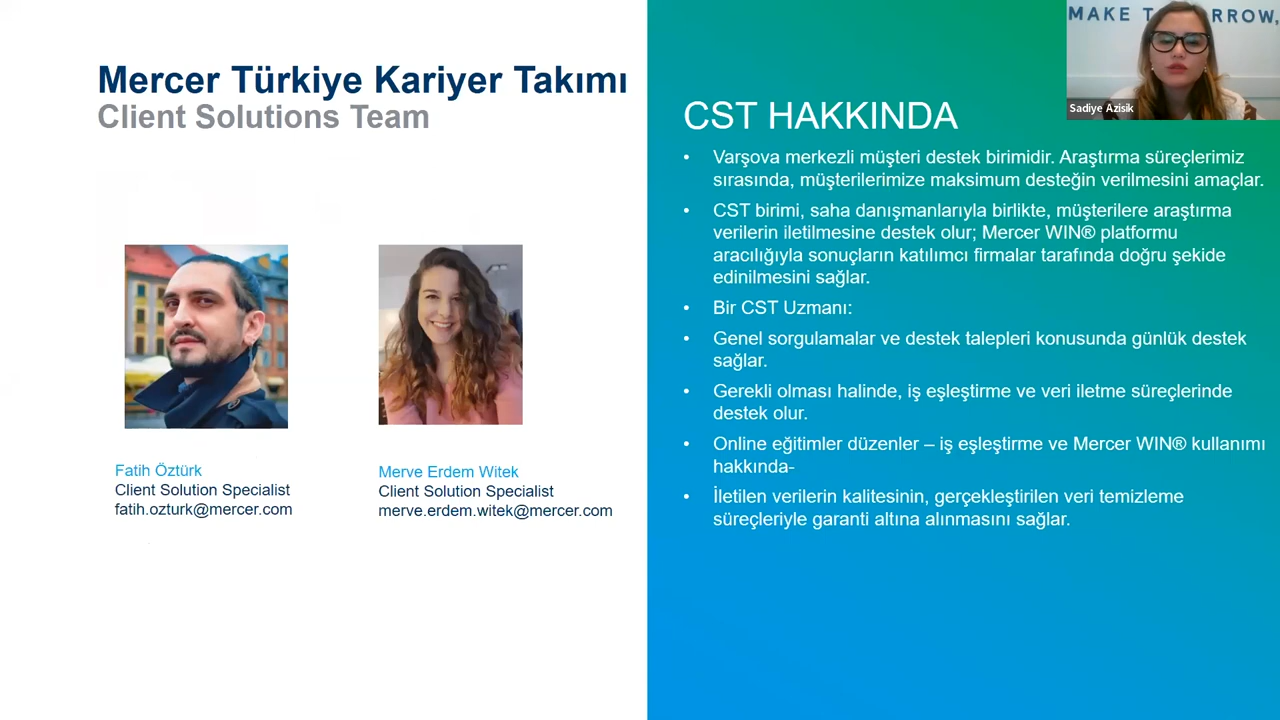 Mercer Türkiye Kariyer Takımı
Client Solutions Team
Fatih Öztürk
Client Solution Specialist
fatih.ozturk@mercer.com
Merve Erdem Witek
Client Solution Specialist
merve.erdem.witek@mercer.com
CST HAKKINDA
• Varşova merkezli müşteri destek birimidir. Araştırma süreçlerimiz
sırasında, müşterilerimize maksimum desteğin verilmesini amaçlar.
• CST birimi, saha danışmanlarıyla birlikte, müşterilere araştırma
verilerin iletilmesine destek olur; Mercer WIN® platformu
aracılığıyla sonuçların katılımcı firmalar tarafında doğru şekide
edinilmesini sağlar.
• Bir CST Uzmanı:
• Genel sorgulamalar ve destek talepleri konusunda günlük destek
sağlar.
• Gerekli olması halinde, iş eşleştirme ve veri iletme süreçlerinde
destek olur.
• Online eğitimler düzenler – iş eşleştirme ve Mercer WIN® kullanımı
hakkında-
• İletilen verilerin kalitesinin, gerçekleştirilen veri temizleme
süreçleriyle garanti altına alınmasını sağlar.
MAKE T RROW,
Sadiye Azisik